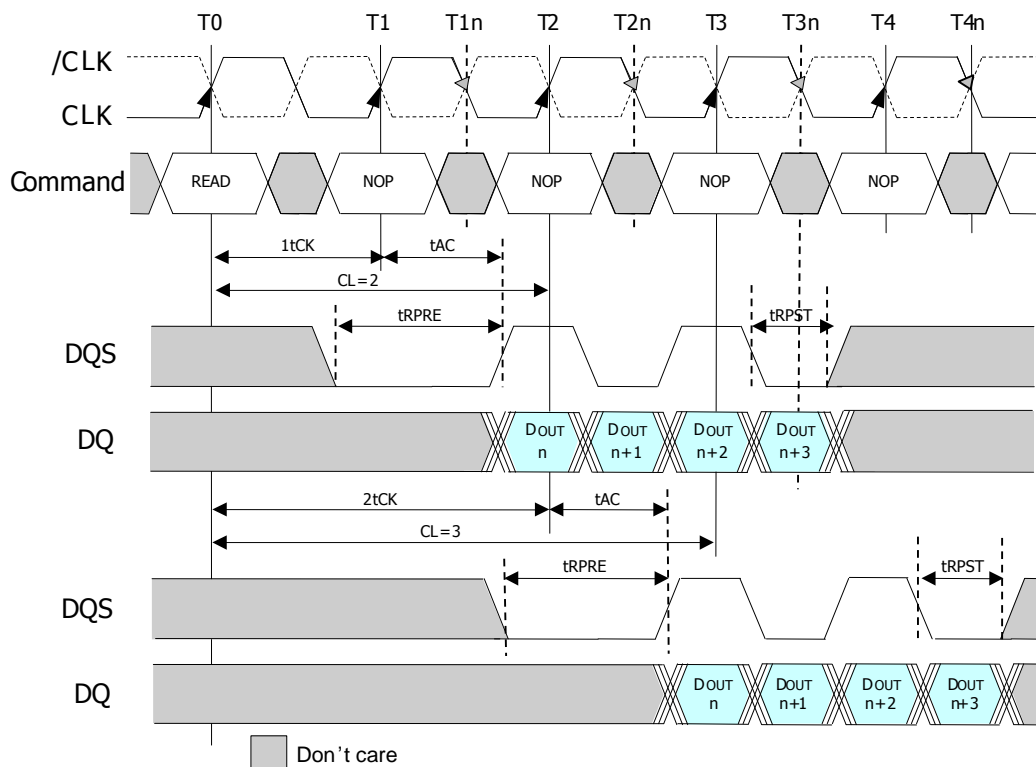 T0 T1 T1n T2 T2n T3 T3n T4 T4n
/CLK
CLK
Command READ NOP NOP NOP NOP
1tCK tAC
CL=2
tRPRE tRPST
DQS
DQ DOUT n DOUT n+1 DOUT n+2 DOUT n+3
2tCK tAC
CL=3
tRPRE tRPST
DQS
DQ DOUT n DOUT n+1 DOUT n+2 DOUT n+3
Don't care